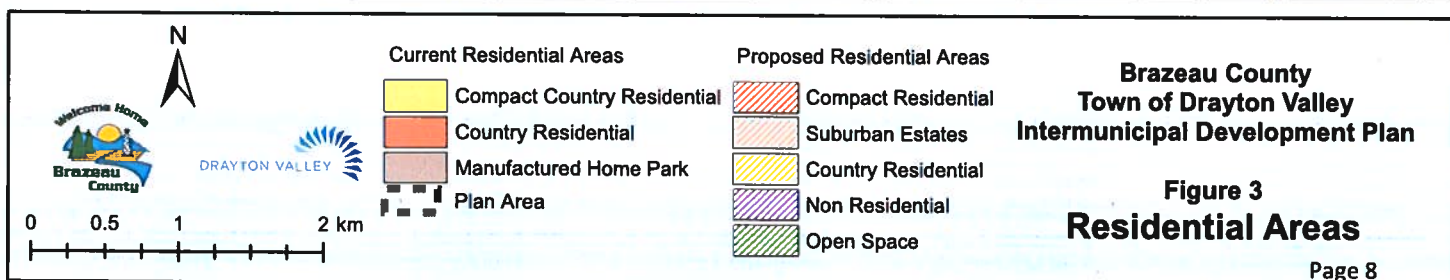 N
Welcome Home
Brazeau
County
DRAYTON VALLEY
0 0.5 1 2 km
Current Residential Areas
Compact Country Residential
Country Residential
Manufactured Home Park
Plan Area
Proposed Residential Areas
Compact Residential
Suburban Estates
Country Residential
Non Residential
Open Space
Brazeau County
Town of Drayton Valley
Intermunicipal Development Plan
Figure 3
Residential Areas
Page 8